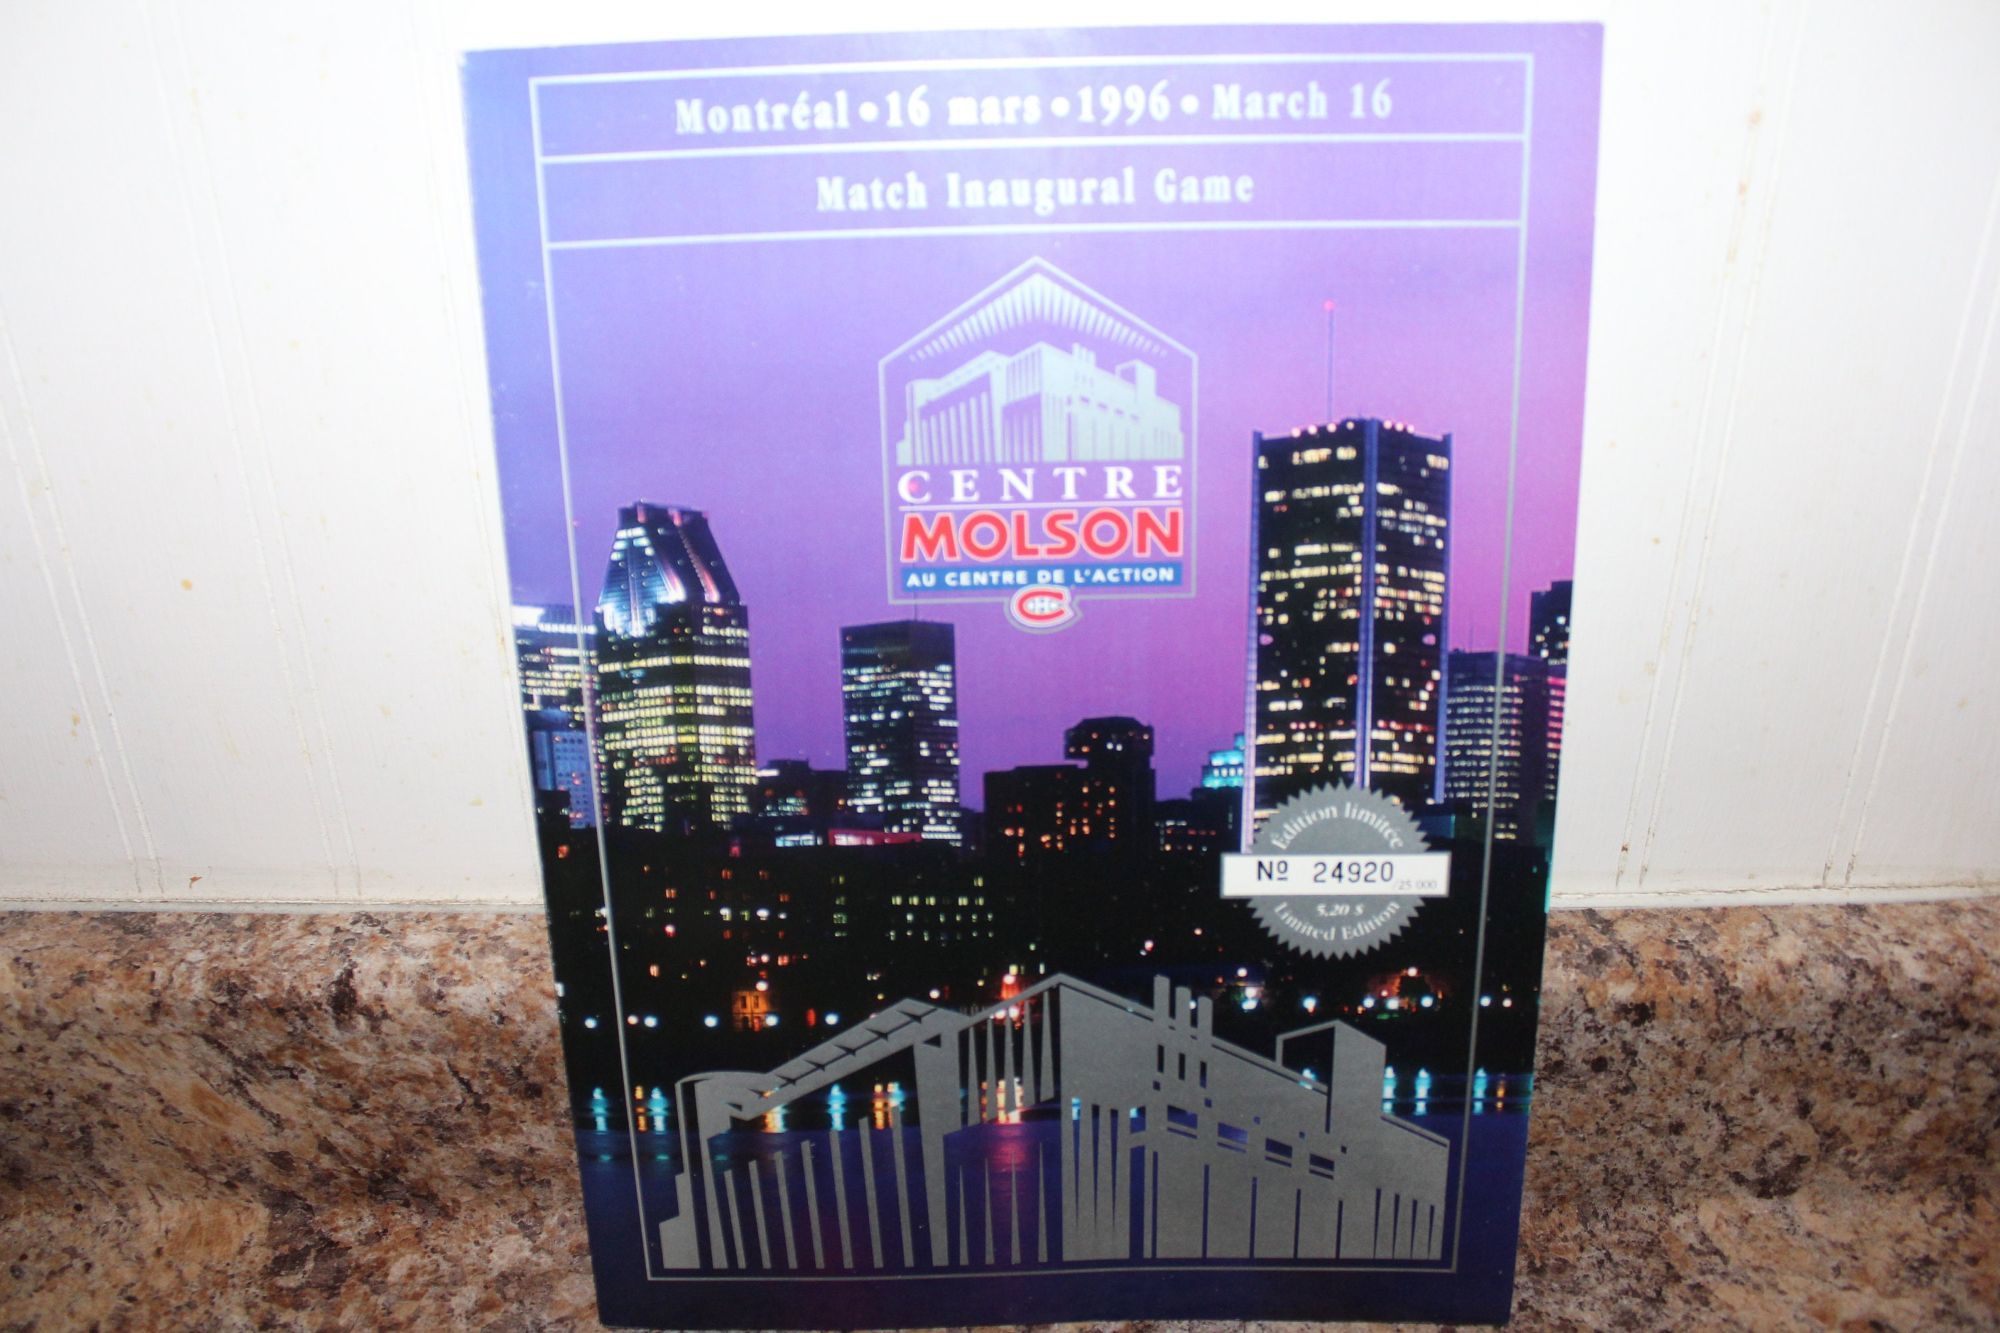 Montréal • 16 mars • 1996 • March 16
Match Inaugural Game
CENTRE
MOLSON
AU CENTRE DE L'ACTION
CHC
Édition limitée
Nº 24920 /25 000
5,20 $
Limited Edition